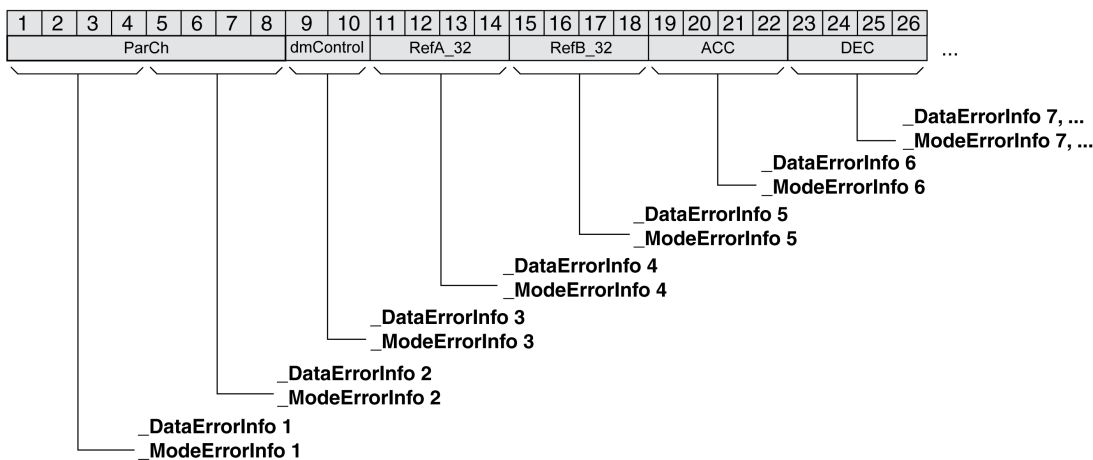 1 2 3 4 5 6 7 8 9 10 11 12 13 14 15 16 17 18 19 20 21 22 23 24 25 26
ParCh dmControl RefA_32 RefB_32 ACC DEC ...
_DataErrorInfo 7, ...
_ModeErrorInfo 7, ...
_DataErrorInfo 6
_ModeErrorInfo 6
_DataErrorInfo 5
_ModeErrorInfo 5
_DataErrorInfo 4
_ModeErrorInfo 4
_DataErrorInfo 3
_ModeErrorInfo 3
_DataErrorInfo 2
_ModeErrorInfo 2
_DataErrorInfo 1
_ModeErrorInfo 1